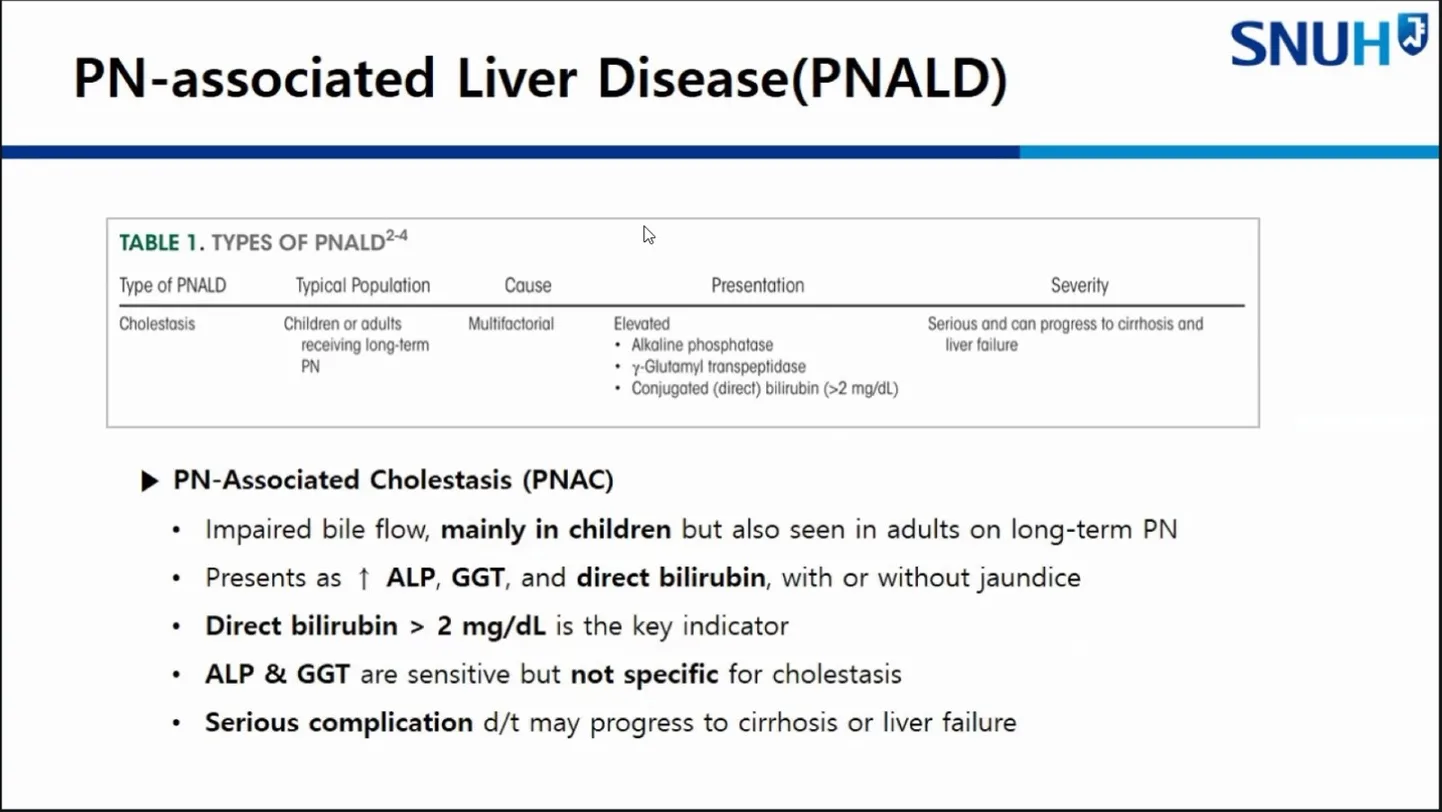 SNUH
PN-associated Liver Disease(PNALD)
TABLE 1. TYPES OF PNALD2-4
Type of PNALD Typical Population Cause Presentation Severity
Cholestasis Children or adults Multifactorial Elevated Serious and can progress to cirrhosis and
receiving long-term • Alkaline phosphatase liver failure
PN • γ-Glutamyl transpeptidase
• Conjugated (direct) bilirubin (>2 mg/dL)
▶ PN-Associated Cholestasis (PNAC)
• Impaired bile flow, mainly in children but also seen in adults on long-term PN
• Presents as ↑ ALP, GGT, and direct bilirubin, with or without jaundice
• Direct bilirubin > 2 mg/dL is the key indicator
• ALP & GGT are sensitive but not specific for cholestasis
• Serious complication d/t may progress to cirrhosis or liver failure